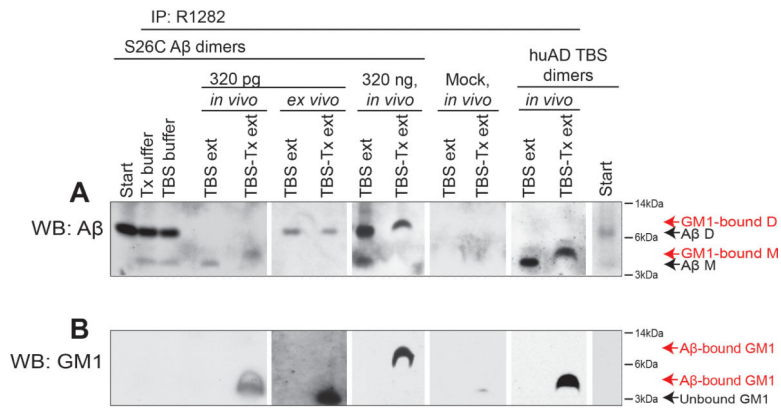 IP: R1282
S26C Aβ dimers
huAD TBS dimers
320 pg
320 ng,
Mock,
in vivo
ex vivo
in vivo
in vivo
in vivo
Start
Tx buffer
TBS buffer
TBS ext
TBS-Tx ext
TBS ext
TBS-Tx ext
TBS ext
TBS-Tx ext
TBS ext
TBS-Tx ext
TBS ext
TBS-Tx ext
Start
A
WB: Aβ
14kDa
GM1-bound D
6kDa
Aβ D
GM1-bound M
Aβ M
3kDa
B
WB: GM1
14kDa
Aβ-bound GM1
6kDa
Aβ-bound GM1
3kDa
Unbound GM1